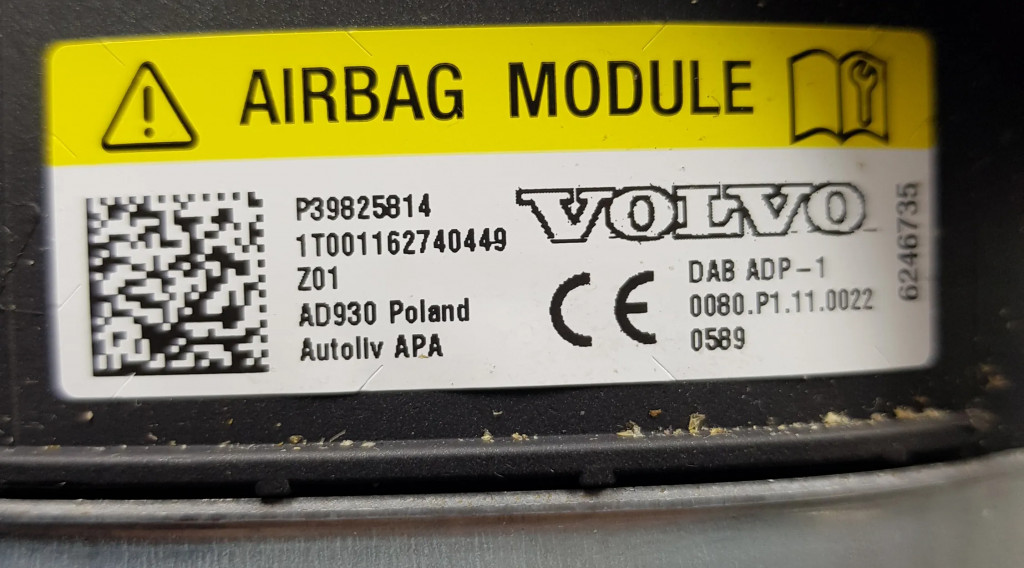 AIRBAG MODULE
P39825814
1T001162740449
Z01
AD930 Poland
Autoliv APA
VOLVO
CE
DAB ADP-1
0080.P1.11.0022
0589
6246735